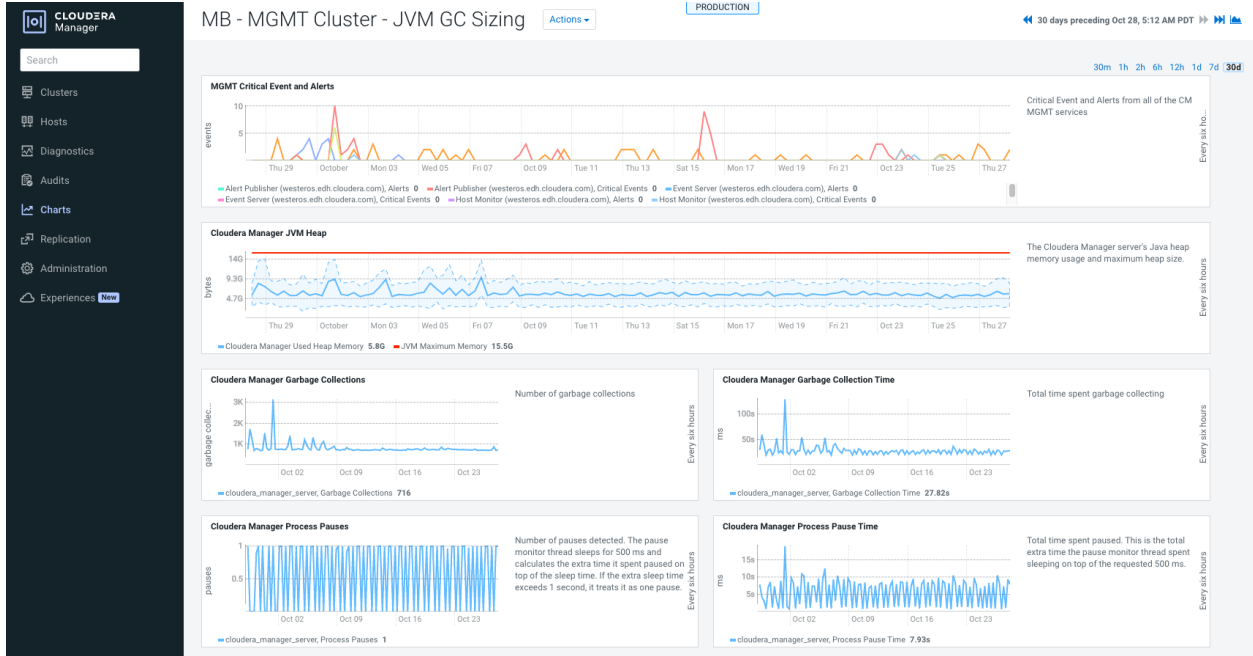 CLOUDERA
Manager
Search
Clusters
Hosts
Diagnostics
Audits
Charts
Replication
Administration
Experiences New
MB - MGMT Cluster - JVM GC Sizing
Actions
PRODUCTION
30 days preceding Oct 28, 5:12 AM PDT
30m 1h 2h 6h 12h 1d 7d 30d
MGMT Critical Event and Alerts
events
10
5
Thu 29 October Mon 03 Wed 05 Fri 07 Oct 09 Tue 11 Thu 13 Sat 15 Mon 17 Wed 19 Fri 21 Oct 23 Tue 25 Thu 27
Alert Publisher (westeros.edh.cloudera.com), Alerts 0 Alert Publisher (westeros.edh.cloudera.com), Critical Events 0 Event Server (westeros.edh.cloudera.com), Alerts 0
Event Server (westeros.edh.cloudera.com), Critical Events 0 Host Monitor (westeros.edh.cloudera.com), Alerts 0 Host Monitor (westeros.edh.cloudera.com), Critical Events 0
Critical Event and Alerts from all of the CM
MGMT services
Every six ho...
Cloudera Manager JVM Heap
bytes
14G
9.3G
4.7G
Thu 29 October Mon 03 Wed 05 Fri 07 Oct 09 Tue 11 Thu 13 Sat 15 Mon 17 Wed 19 Fri 21 Oct 23 Tue 25 Thu 27
Cloudera Manager Used Heap Memory 5.8G JVM Maximum Memory 15.5G
The Cloudera Manager server's Java heap
memory usage and maximum heap size.
Every six hours
Cloudera Manager Garbage Collections
garbage collec...
3K
2K
1K
Oct 02 Oct 09 Oct 16 Oct 23
cloudera_manager_server, Garbage Collections 716
Number of garbage collections
Every six hours
Cloudera Manager Garbage Collection Time
ms
100s
50s
Oct 02 Oct 09 Oct 16 Oct 23
cloudera_manager_server, Garbage Collection Time 27.82s
Total time spent garbage collecting
Every six hours
Cloudera Manager Process Pauses
pauses
1
0.5
Oct 02 Oct 09 Oct 16 Oct 23
cloudera_manager_server, Process Pauses 1
Number of pauses detected. The pause
monitor thread sleeps for 500 ms and
calculates the extra time it spent paused on
top of the sleep time. If the extra sleep time
exceeds 1 second, it treats it as one pause.
Every six hours
Cloudera Manager Process Pause Time
ms
15s
10s
5s
Oct 02 Oct 09 Oct 16 Oct 23
cloudera_manager_server, Process Pause Time 7.93s
Total time spent paused. This is the total
extra time the pause monitor thread spent
sleeping on top of the requested 500 ms.
Every six hours